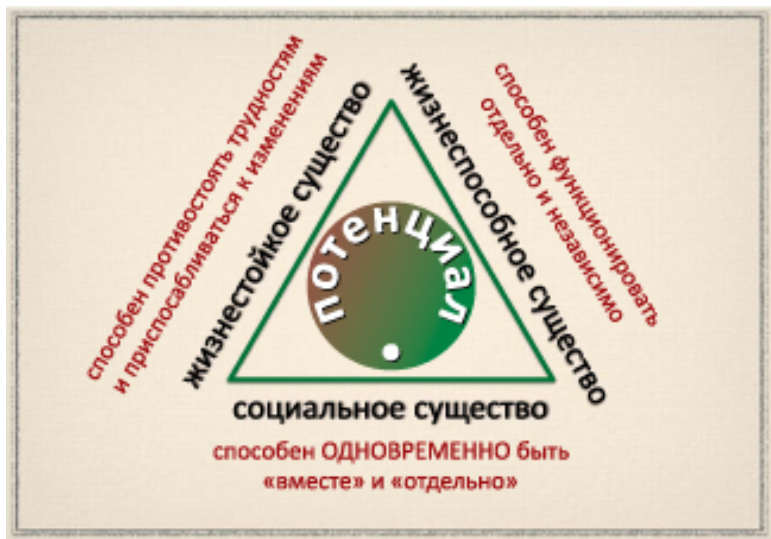 способен противостоять трудностям
и приспосабливаться к изменениям
жизнестойкое существо
жизнеспособное существо
способен функционировать
отдельно и независимо
потенциал
социальное существо
способен ОДНОВРЕМЕННО быть
«вместе» и «отдельно»